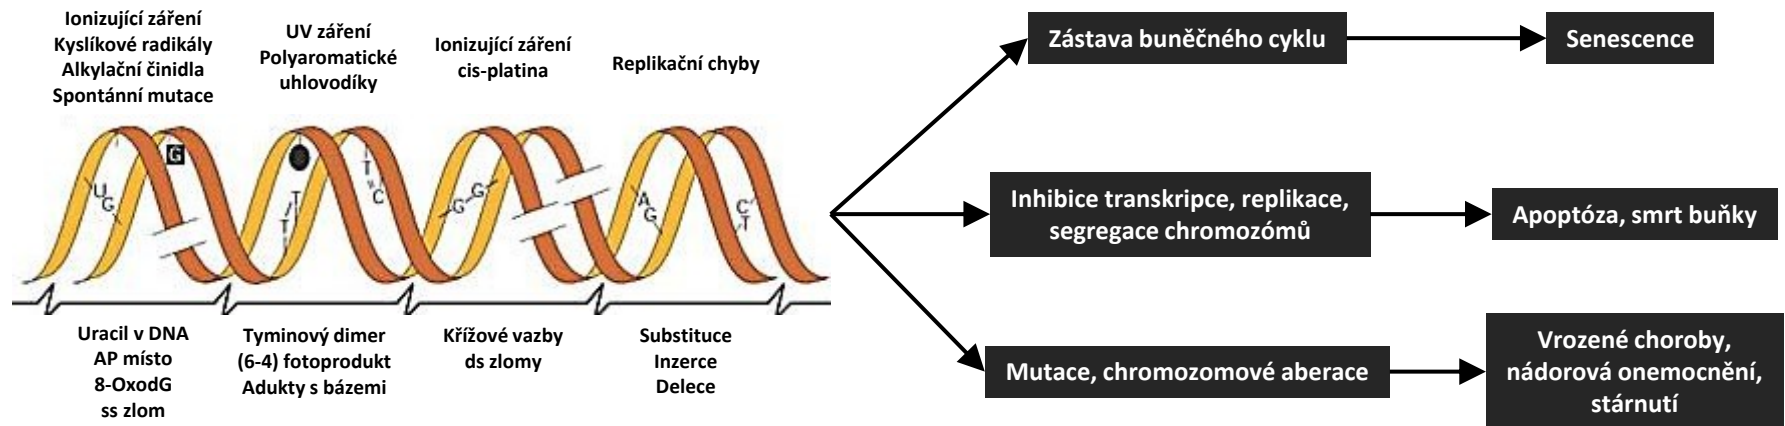 Ionizující záření
Kyslíkové radikály
Alkylační činidla
Spontánní mutace
UV záření
Polyaromatické
uhlovodíky
Ionizující záření
cis-platina
Replikační chyby
U
G
G
T
T
T
C
G
G
A
G
C
T
Uracil v DNA
AP místo
8-OxodG
ss zlom
Tyminový dimer
(6-4) fotoprodukt
Adukty s bázemi
Křížové vazby
ds zlomy
Substituce
Inzerce
Delece
Zástava buněčného cyklu
Senescence
Inhibice transkripce, replikace,
segregace chromozómů
Apoptóza, smrt buňky
Mutace, chromozomové aberace
Vrozené choroby,
nádorová onemocnění,
stárnutí